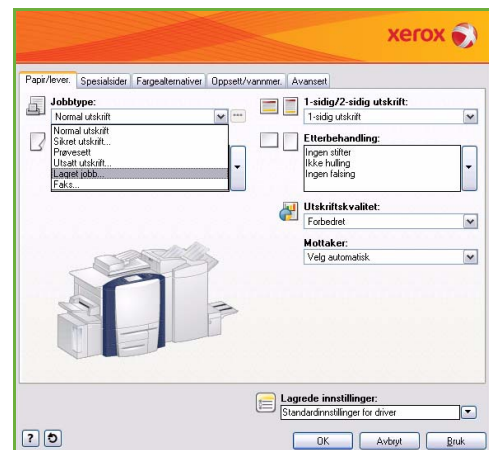 xerox
Papir/lever. Spesialsider Fargealternativer Oppsett/vannmer. Avansert
Jobbtype:
Normal utskrift
Normal utskrift
Sikret utskrift...
Prøvesett
Utsatt utskrift...
Lagret jobb...
Faks...
1-sidig/2-sidig utskrift:
1-sidig utskrift
Etterbehandling:
Ingen stifter
Ikke hulling
Ingen falsing
Utskriftskvalitet:
Forbedret
Mottaker:
Velg automatisk
Lagrede innstillinger:
Standardinnstillinger for driver
? OK Avbryt Bruk